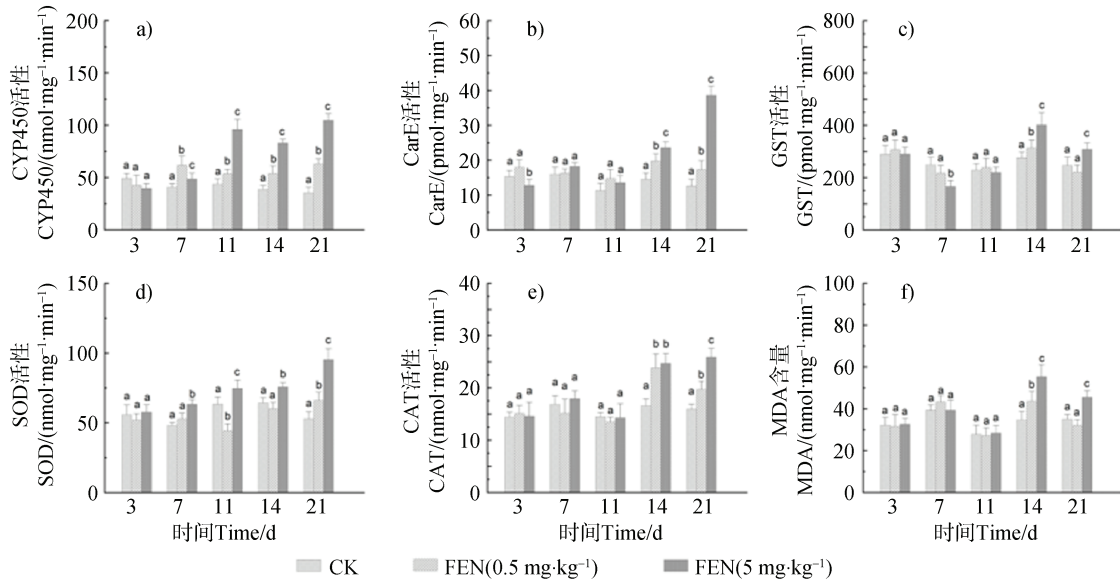 a)
CYP450活性
CYP450/(nmol·mg⁻¹·min⁻¹)
200
150
100
50
0
a a a
a b c
a b c
a b c
a b c
3 7 11 14 21
b)
CarE活性
CarE/(pmol·mg⁻¹·min⁻¹)
60
50
40
30
20
10
0
a a b
a a a
a a a
a b c
a b c
3 7 11 14 21
c)
GST活性
GST/(pmol·mg⁻¹·min⁻¹)
800
600
400
200
0
a a a
a a b
a a a
a b c
a a c
3 7 11 14 21
d)
SOD活性
SOD/(nmol·mg⁻¹·min⁻¹)
150
100
50
0
a a a
a a b
a b c
a a b
a b c
3 7 11 14 21
时间Time/d
e)
CAT活性
CAT/(nmol·mg⁻¹·min⁻¹)
40
30
20
10
0
a a a
a a a
a a a
a b b
a b c
3 7 11 14 21
时间Time/d
f)
MDA含量
MDA/(nmol·mg⁻¹·min⁻¹)
100
80
60
40
20
0
a a a
a a a
a a a
a b c
a a c
3 7 11 14 21
时间Time/d
CK FEN(0.5 mg·kg⁻¹) FEN(5 mg·kg⁻¹)